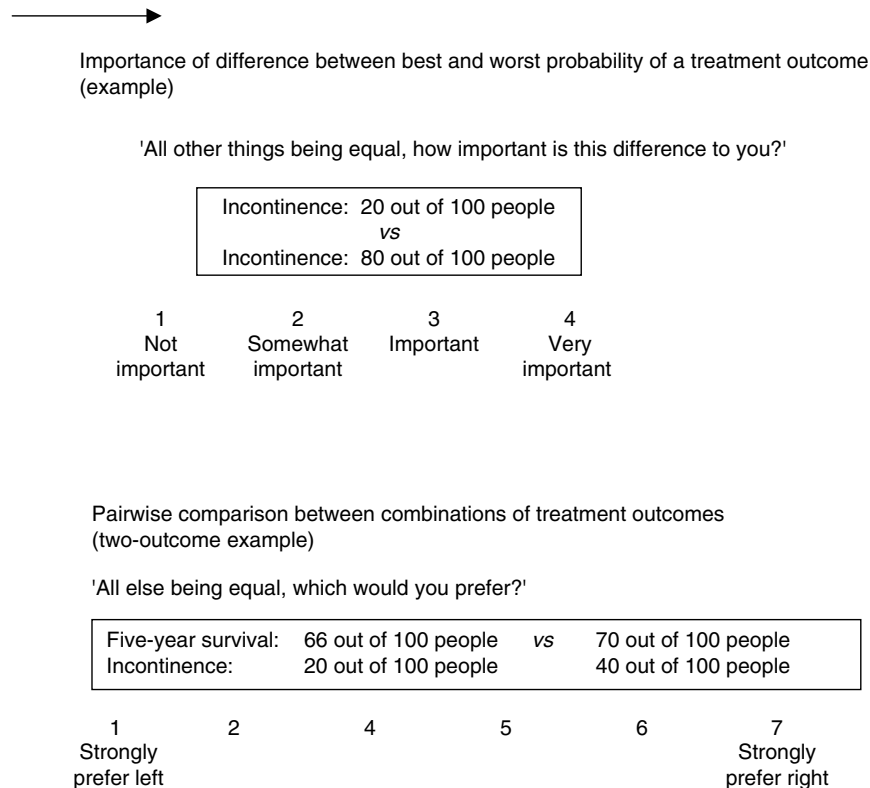 Importance of difference between best and worst probability of a treatment outcome
(example)
'All other things being equal, how important is this difference to you?'
Incontinence: 20 out of 100 people
vs
Incontinence: 80 out of 100 people
1 2 3 4
Not Somewhat Important Very
important important important
Pairwise comparison between combinations of treatment outcomes
(two-outcome example)
'All else being equal, which would you prefer?'
Five-year survival: 66 out of 100 people vs 70 out of 100 people
Incontinence: 20 out of 100 people 40 out of 100 people
1 2 4 5 6 7
Strongly Strongly
prefer left prefer right